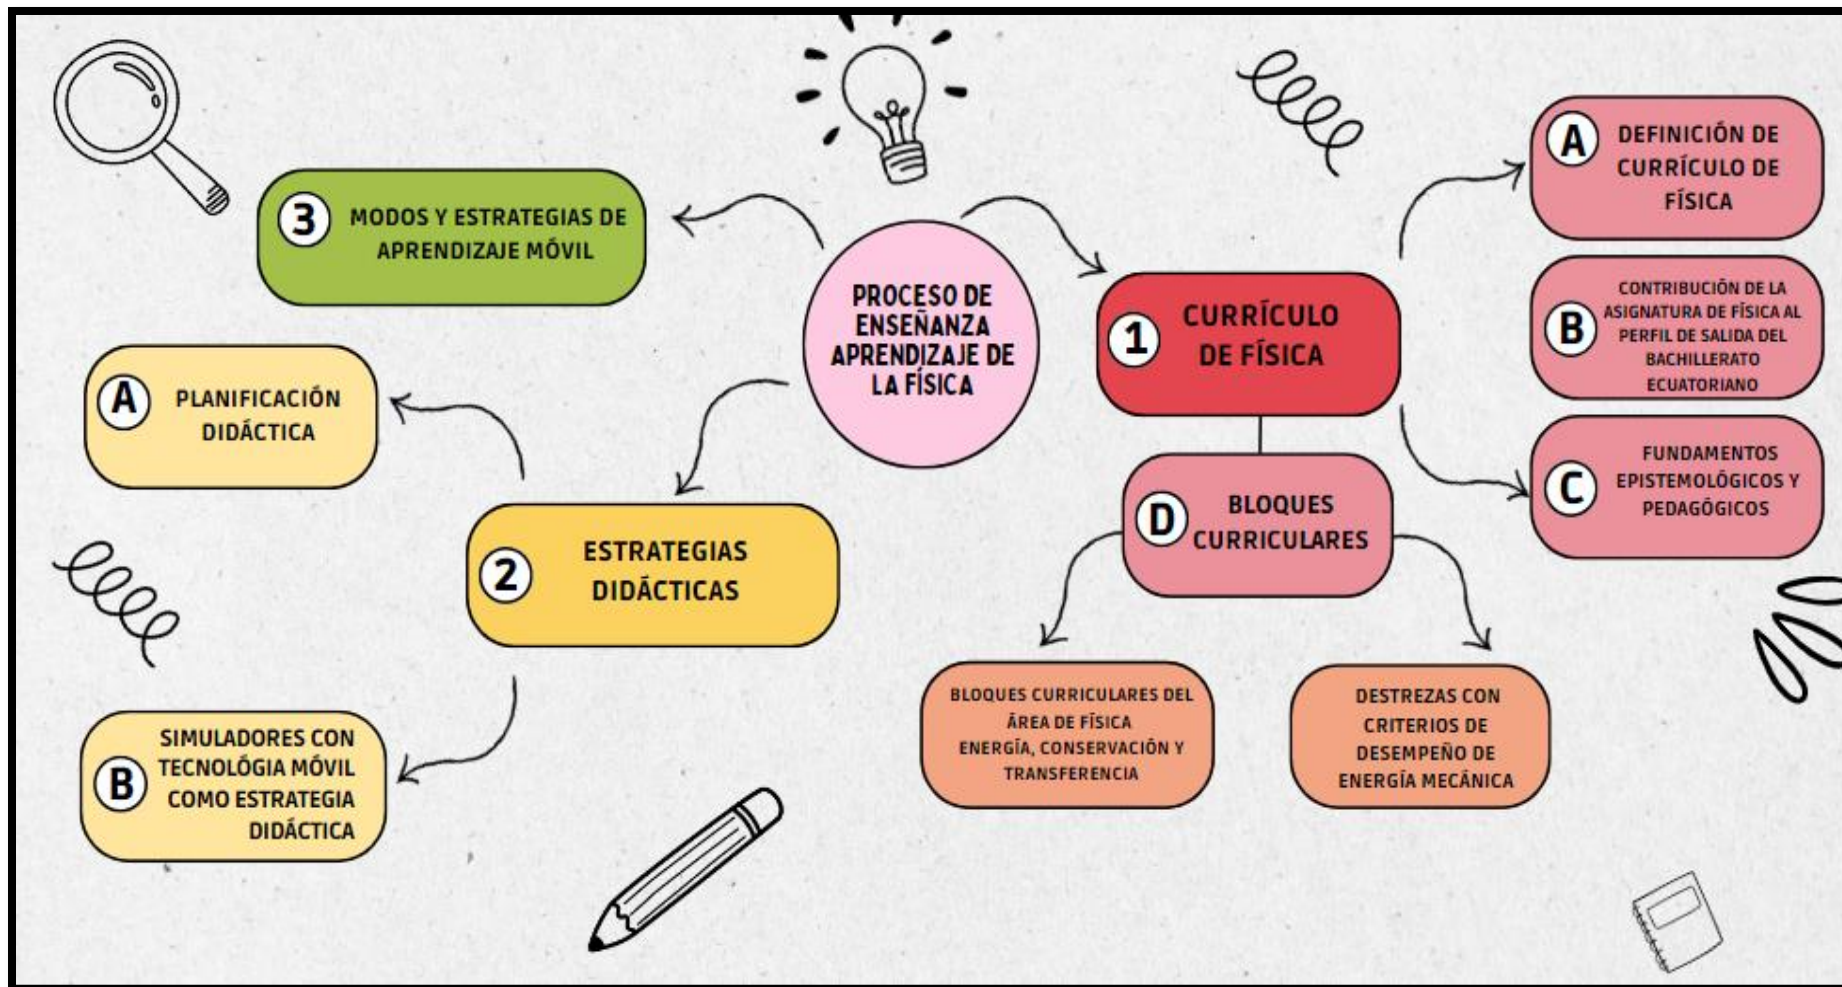 PROCESO DE
ENSEÑANZA
APRENDIZAJE DE
LA FÍSICA
1
CURRÍCULO
DE FÍSICA
A
DEFINICIÓN DE
CURRÍCULO DE
FÍSICA
B
CONTRIBUCIÓN DE LA
ASIGNATURA DE FÍSICA AL
PERFIL DE SALIDA DEL
BACHILLERATO
ECUATORIANO
C
FUNDAMENTOS
EPISTEMOLÓGICOS Y
PEDAGÓGICOS
D
BLOQUES
CURRICULARES
BLOQUES CURRICULARES DEL
ÁREA DE FÍSICA
ENERGÍA, CONSERVACIÓN Y
TRANSFERENCIA
DESTREZAS CON
CRITERIOS DE
DESEMPEÑO DE
ENERGÍA MECÁNICA
2
ESTRATEGIAS
DIDÁCTICAS
A
PLANIFICACIÓN
DIDÁCTICA
B
SIMULADORES CON
TECNOLÓGIA MÓVIL
COMO ESTRATEGIA
DIDÁCTICA
3
MODOS Y ESTRATEGIAS DE
APRENDIZAJE MÓVIL